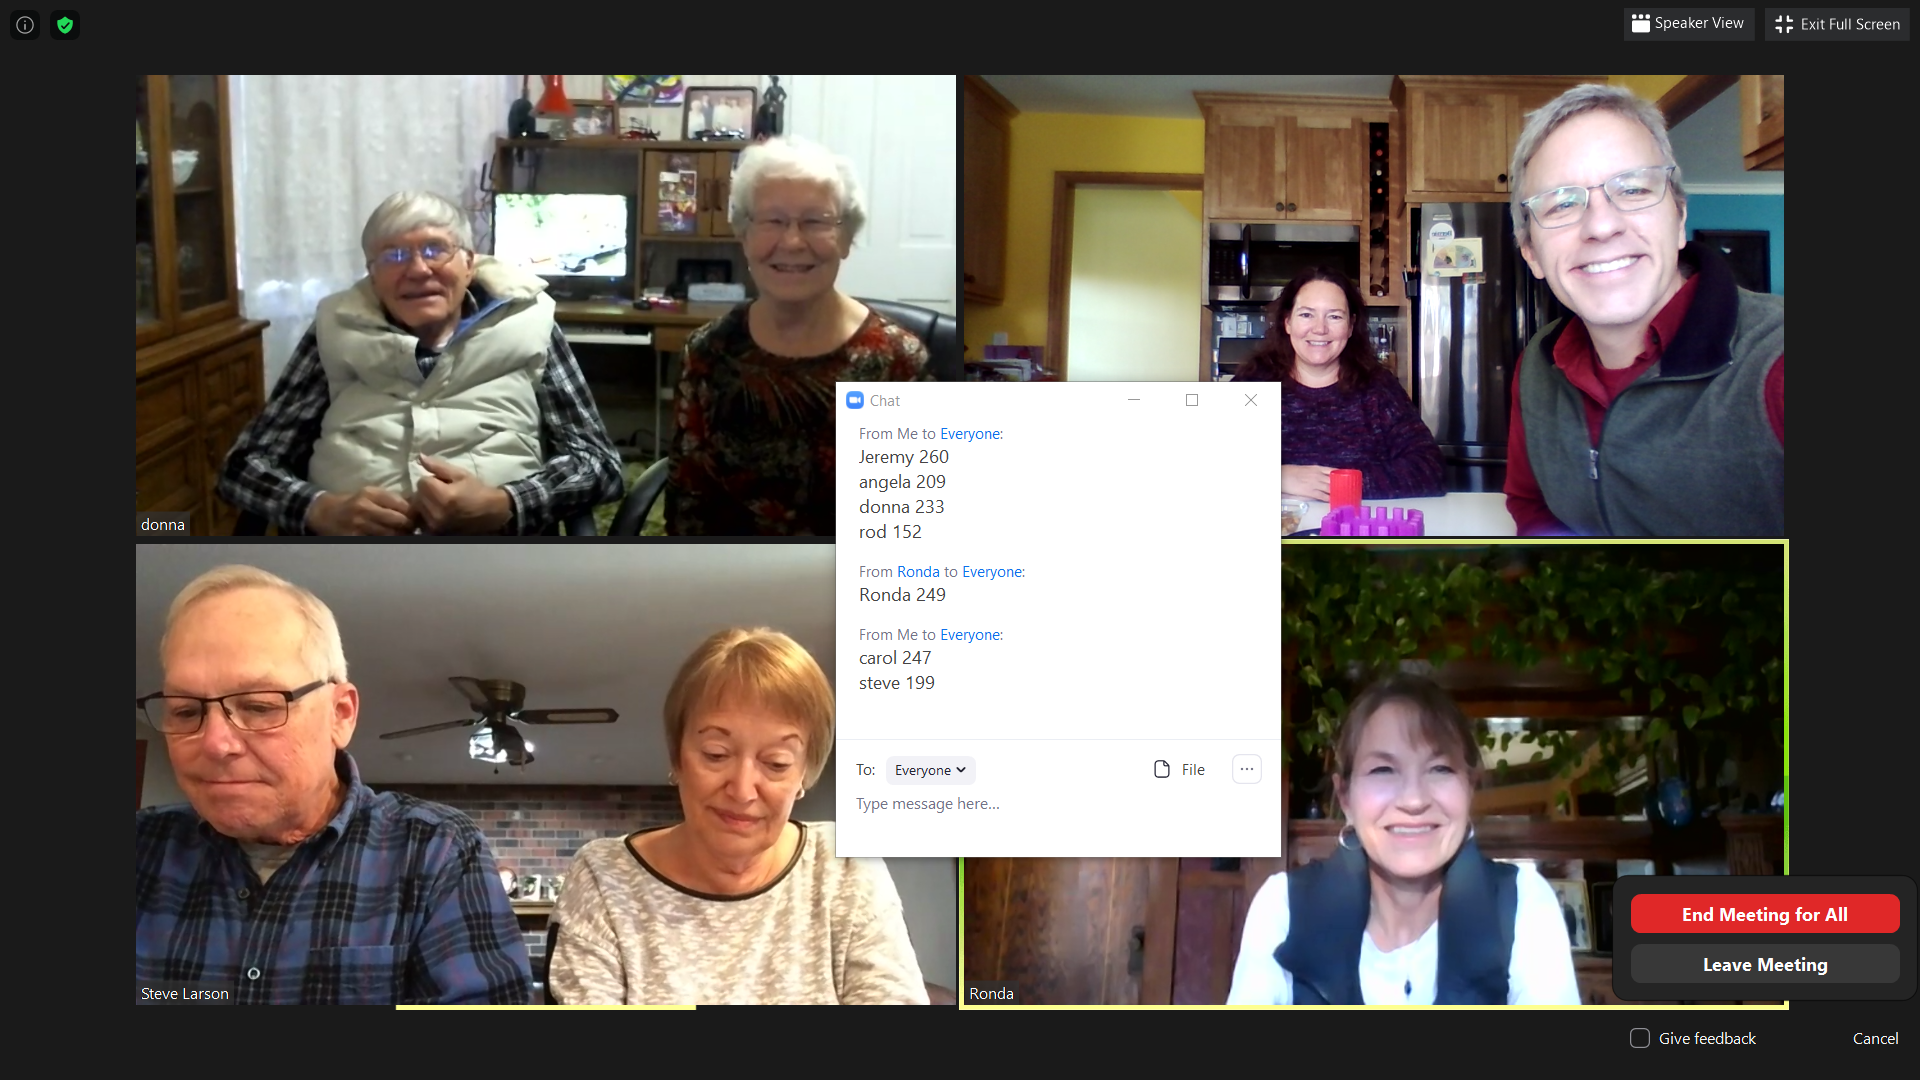 Speaker View
Exit Full Screen
donna
Chat
From Me to Everyone:
Jeremy 260
angela 209
donna 233
rod 152
From Ronda to Everyone:
Ronda 249
From Me to Everyone:
carol 247
steve 199
To: Everyone
File
Type message here...
Steve Larson
Ronda
End Meeting for All
Leave Meeting
Give feedback
Cancel